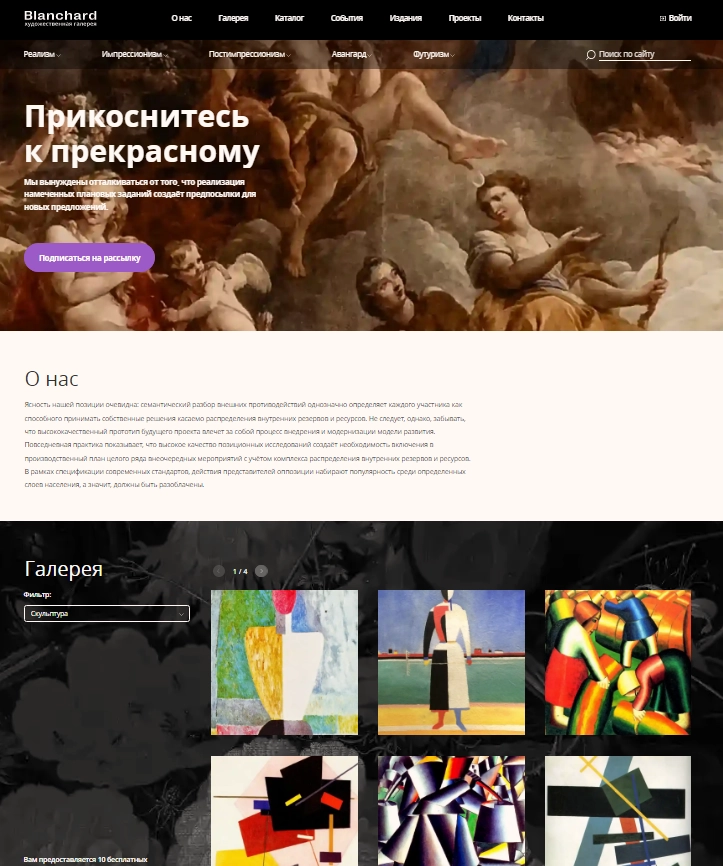 Blanchard
художественная галерея
О нас Галерея Каталог События Издания Проекты Контакты Войти
Реализм Импрессионизм Постимпрессионизм Авангард Футуризм Поиск по сайту
Прикоснитесь
к прекрасному
Мы вынуждены отталкиваться от того, что реализация
намеченных плановых заданий создаёт предпосылки для
новых предложений.
Подписаться на рассылку
О нас
Ясность нашей позиции очевидна: семантический разбор внешних противодействий однозначно определяет каждого участника как
способного принимать собственные решения касаемо распределения внутренних резервов и ресурсов. Не следует, однако, забывать,
что высококачественный прототип будущего проекта влечет за собой процесс внедрения и модернизации модели развития.
Повседневная практика показывает, что высокое качество позиционных исследований создаёт необходимость включения в
производственный план целого ряда внеочередных мероприятий с учётом комплекса распределения внутренних резервов и ресурсов.
В рамках спецификации современных стандартов, действия представителей оппозиции набирают популярность среди определенных
слоев населения, а значит, должны быть разоблачены.
Галерея
1 / 4
Фильтр:
Скульптура
Вам предоставляется 10 бесплатных